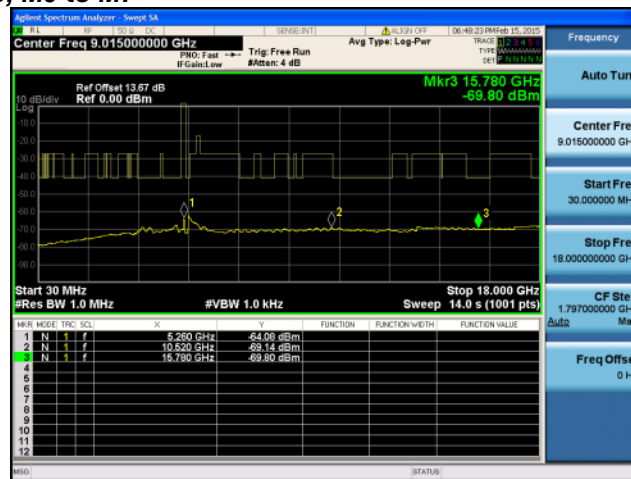 Agilent Spectrum Analyzer - Swept SA
RL RF 50 Ω DC SENSE:INT ALIGN OFF 06:48:23 PM Feb 15, 2015
Center Freq 9.015000000 GHz
PNO: Fast
IFGain:Low
Trig: Free Run
#Atten: 4 dB
Avg Type: Log-Pwr
TRACE 1 2 3 4 5 6
TYPE
DET P N N N N N
Ref Offset 13.67 dB
Ref 0.00 dBm
10 dB/div
Log
Mkr3 15.780 GHz
-69.80 dBm
-10.0
-20.0
-30.0
-40.0
-50.0
-60.0
-70.0
-80.0
-90.0
1
2
3
Start 30 MHz
#Res BW 1.0 MHz
#VBW 1.0 kHz
Stop 18.000 GHz
Sweep 14.0 s (1001 pts)
MKR MODE TRC SCL X Y FUNCTION FUNCTION WIDTH FUNCTION VALUE
1 N 1 f 5.260 GHz -64.08 dBm
2 N 1 f 10.520 GHz -69.14 dBm
3 N 1 f 15.780 GHz -69.80 dBm
4
5
6
7
8
9
10
11
12
MSG STATUS
Frequency
Auto Tun
Center Fre
9.015000000 GH
Start Fre
30.000000 MH
Stop Fre
18.000000000 GH
CF Ste
1.797000000 GH
Auto Ma
Freq Offse
0 H